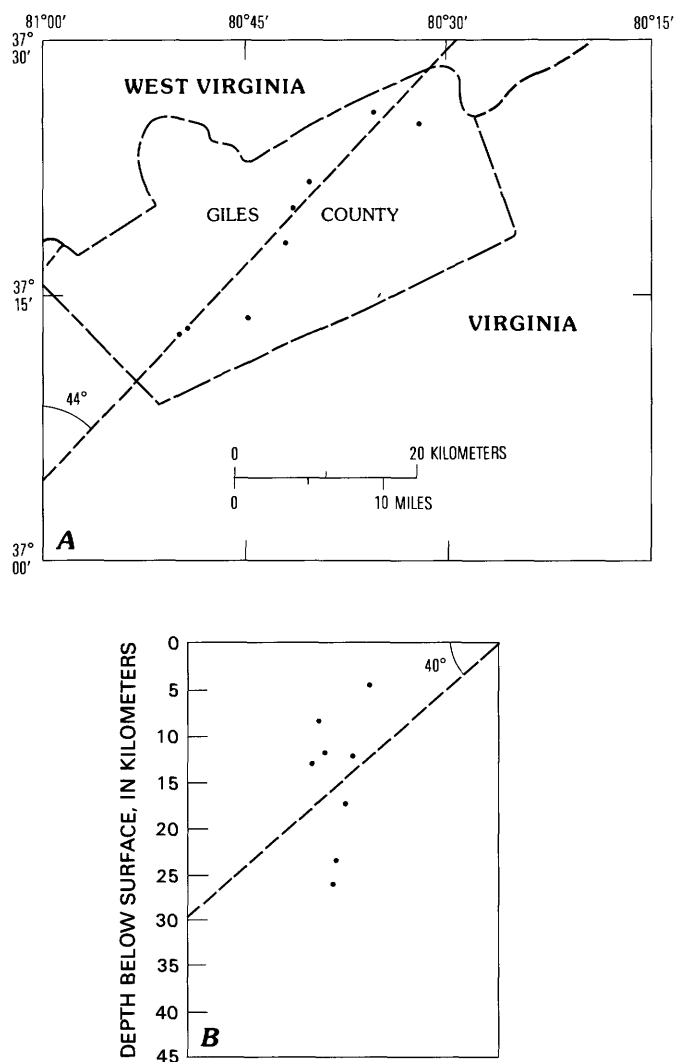 81°00′ 80°45′ 80°30′ 80°15′
37°
30′
WEST VIRGINIA
GILES COUNTY
37°
15′
VIRGINIA
44°
0 20 KILOMETERS
0 10 MILES
A
37°
00′
0
40°
5
10
15
20
25
30
35
40
45
DEPTH BELOW SURFACE, IN KILOMETERS
B